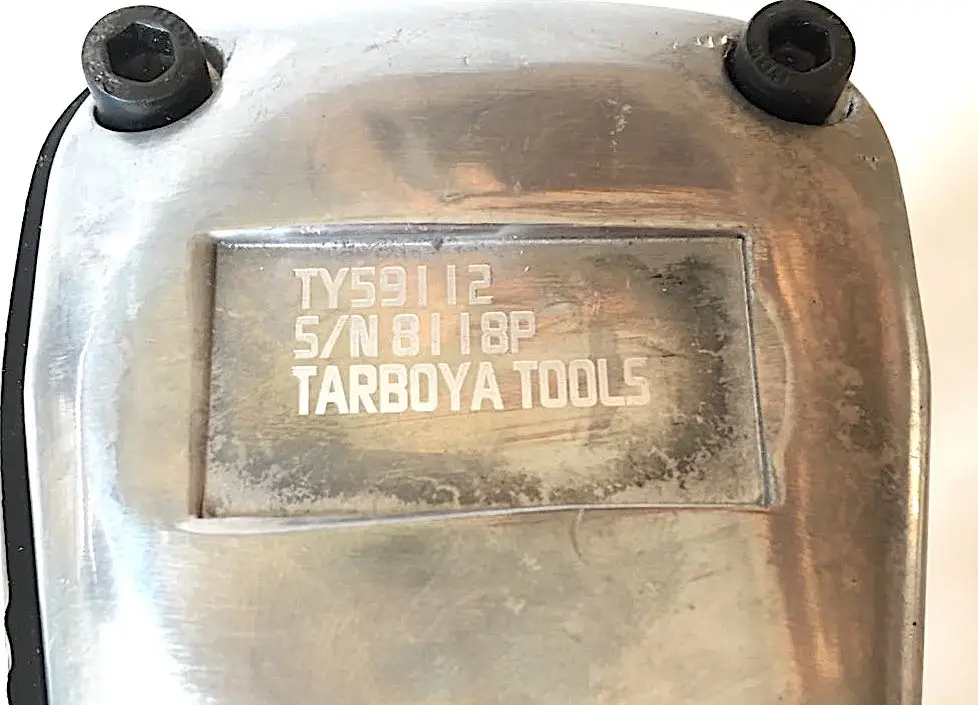 TY59112
S/N 8118P
TARBOYA TOOLS